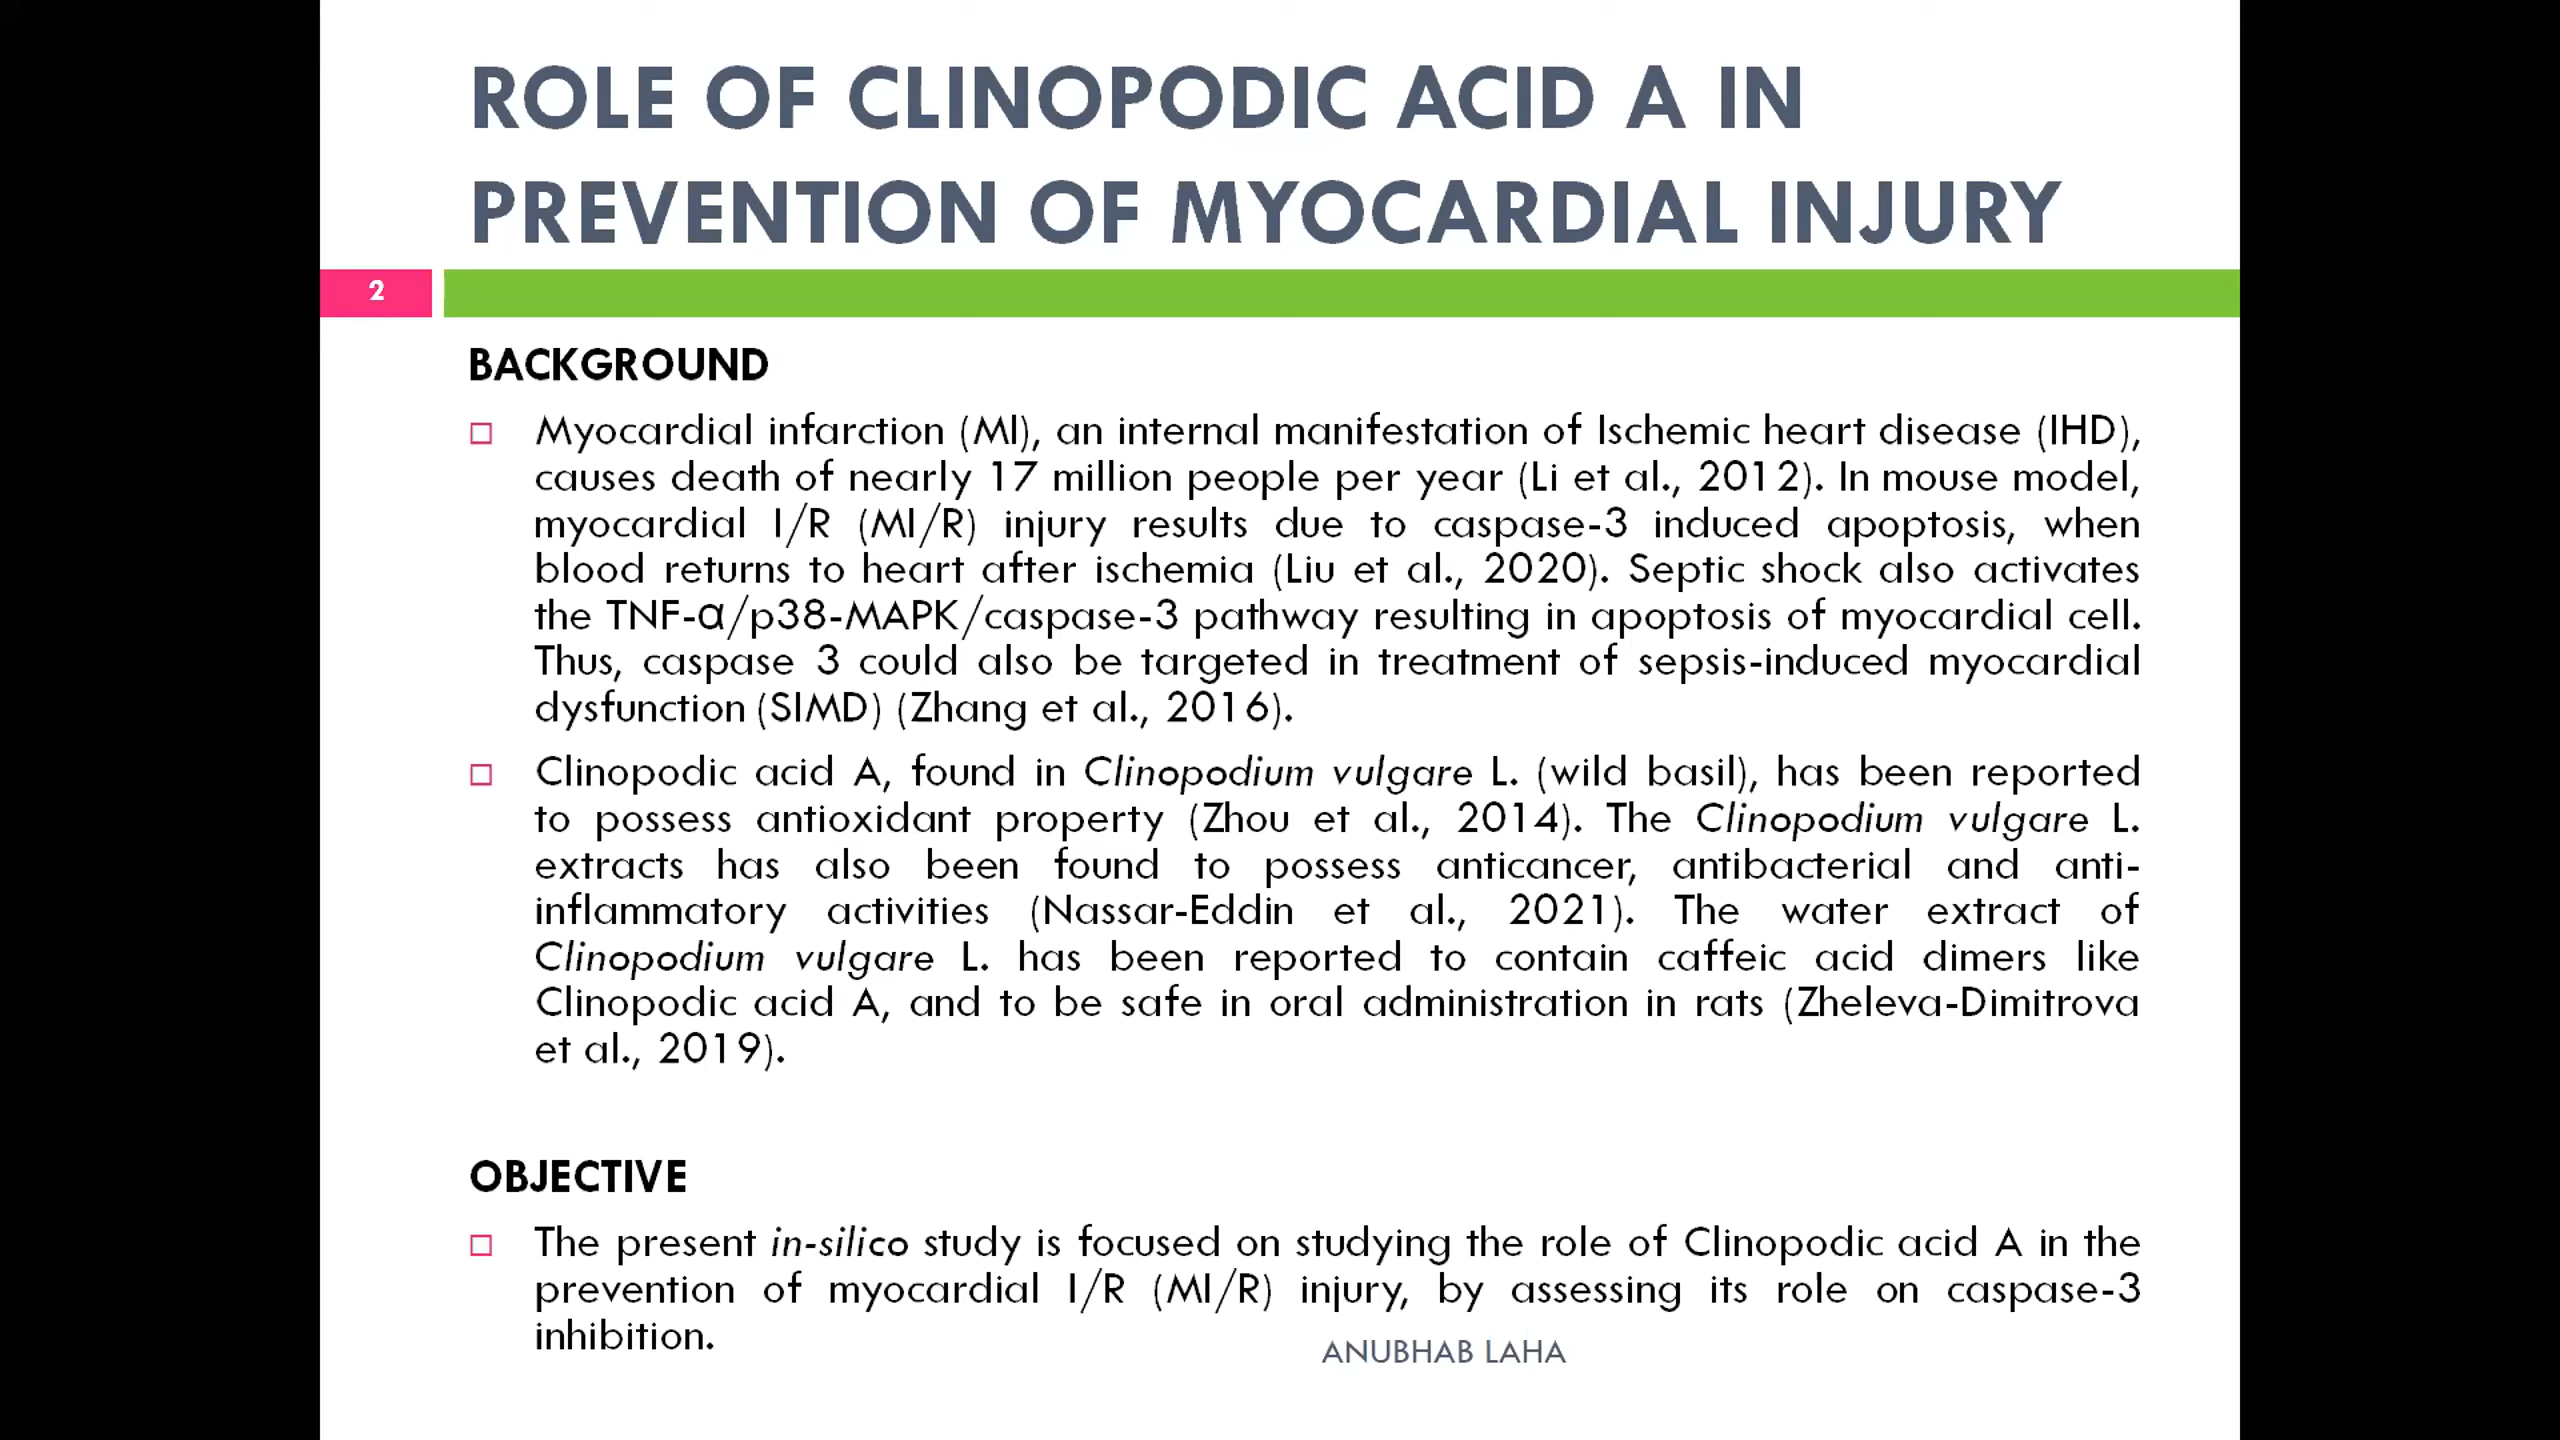 ROLE OF CLINOPODIC ACID A IN
PREVENTION OF MYOCARDIAL INJURY
2
BACKGROUND
Myocardial infarction (MI), an internal manifestation of Ischemic heart disease (IHD),
causes death of nearly 17 million people per year (Li et al., 2012). In mouse model,
myocardial I/R (MI/R) injury results due to caspase-3 induced apoptosis, when
blood returns to heart after ischemia (Liu et al., 2020). Septic shock also activates
the TNF-α/p38-MAPK/caspase-3 pathway resulting in apoptosis of myocardial cell.
Thus, caspase 3 could also be targeted in treatment of sepsis-induced myocardial
dysfunction (SIMD) (Zhang et al., 2016).
Clinopodic acid A, found in Clinopodium vulgare L. (wild basil), has been reported
to possess antioxidant property (Zhou et al., 2014). The Clinopodium vulgare L.
extracts has also been found to possess anticancer, antibacterial and anti-
inflammatory activities (Nassar-Eddin et al., 2021). The water extract of
Clinopodium vulgare L. has been reported to contain caffeic acid dimers like
Clinopodic acid A, and to be safe in oral administration in rats (Zheleva-Dimitrova
et al., 2019).
OBJECTIVE
The present in-silico study is focused on studying the role of Clinopodic acid A in the
prevention of myocardial I/R (MI/R) injury, by assessing its role on caspase-3
inhibition.
ANUBHAB LAHA